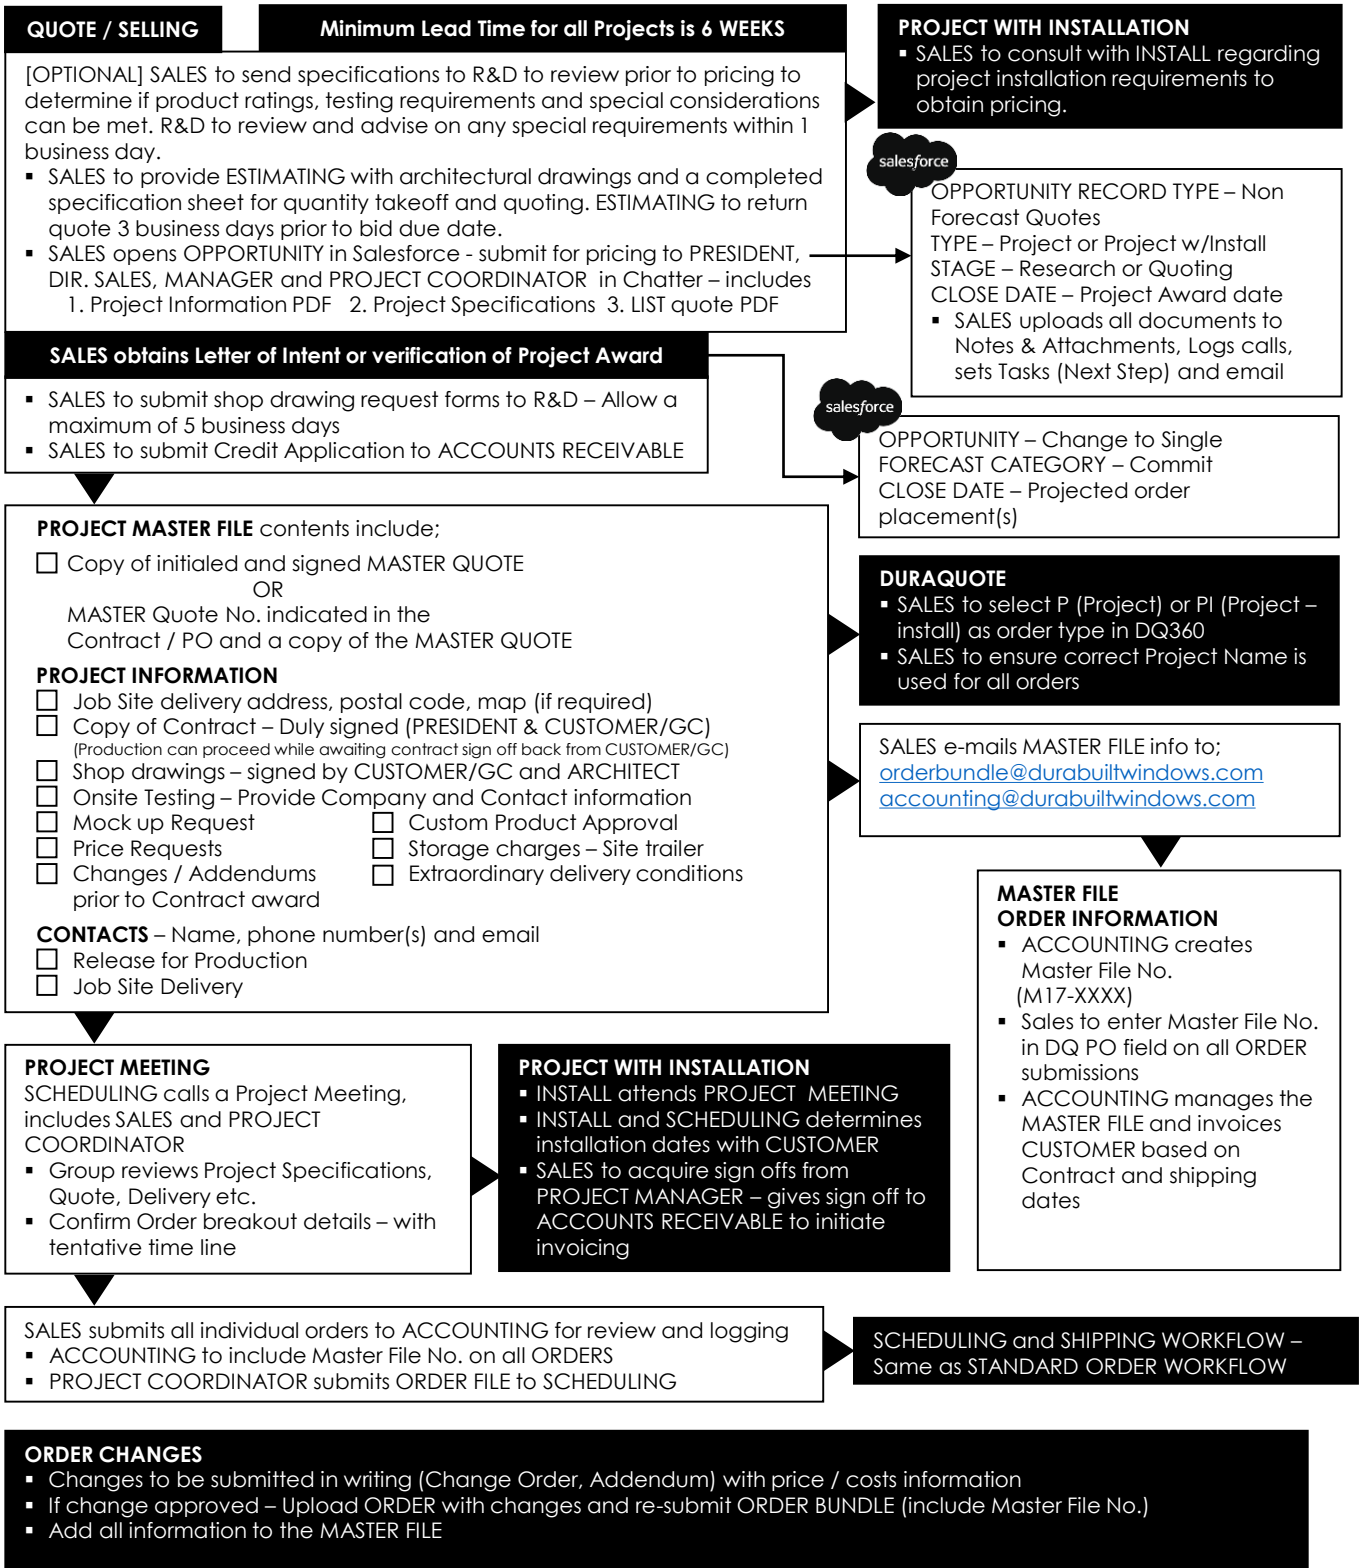 QUOTE / SELLING
Minimum Lead Time for all Projects is 6 WEEKS
[OPTIONAL] SALES to send specifications to R&D to review prior to pricing to
determine if product ratings, testing requirements and special considerations
can be met. R&D to review and advise on any special requirements within 1
business day.
▪ SALES to provide ESTIMATING with architectural drawings and a completed
specification sheet for quantity takeoff and quoting. ESTIMATING to return
quote 3 business days prior to bid due date.
▪ SALES opens OPPORTUNITY in Salesforce - submit for pricing to PRESIDENT,
DIR. SALES, MANAGER and PROJECT COORDINATOR in Chatter – includes
1. Project Information PDF 2. Project Specifications 3. LIST quote PDF
PROJECT WITH INSTALLATION
▪ SALES to consult with INSTALL regarding
project installation requirements to
obtain pricing.
salesforce
OPPORTUNITY RECORD TYPE – Non
Forecast Quotes
TYPE – Project or Project w/Install
STAGE – Research or Quoting
CLOSE DATE – Project Award date
▪ SALES uploads all documents to
Notes & Attachments, Logs calls,
sets Tasks (Next Step) and email
SALES obtains Letter of Intent or verification of Project Award
▪ SALES to submit shop drawing request forms to R&D – Allow a
maximum of 5 business days
▪ SALES to submit Credit Application to ACCOUNTS RECEIVABLE
salesforce
OPPORTUNITY – Change to Single
FORECAST CATEGORY – Commit
CLOSE DATE – Projected order
placement(s)
PROJECT MASTER FILE contents include;
Copy of initialed and signed MASTER QUOTE
OR
MASTER Quote No. indicated in the
Contract / PO and a copy of the MASTER QUOTE
PROJECT INFORMATION
Job Site delivery address, postal code, map (if required)
Copy of Contract – Duly signed (PRESIDENT & CUSTOMER/GC)
(Production can proceed while awaiting contract sign off back from CUSTOMER/GC)
Shop drawings – signed by CUSTOMER/GC and ARCHITECT
Onsite Testing – Provide Company and Contact information
Mock up Request
Custom Product Approval
Price Requests
Storage charges – Site trailer
Changes / Addendums
prior to Contract award
Extraordinary delivery conditions
CONTACTS – Name, phone number(s) and email
Release for Production
Job Site Delivery
DURAQUOTE
▪ SALES to select P (Project) or PI (Project –
install) as order type in DQ360
▪ SALES to ensure correct Project Name is
used for all orders
SALES e-mails MASTER FILE info to;
orderbundle@durabuiltwindows.com
accounting@durabuiltwindows.com
MASTER FILE
ORDER INFORMATION
▪ ACCOUNTING creates
Master File No.
(M17-XXXX)
▪ Sales to enter Master File No.
in DQ PO field on all ORDER
submissions
▪ ACCOUNTING manages the
MASTER FILE and invoices
CUSTOMER based on
Contract and shipping
dates
PROJECT MEETING
SCHEDULING calls a Project Meeting,
includes SALES and PROJECT
COORDINATOR
▪ Group reviews Project Specifications,
Quote, Delivery etc.
▪ Confirm Order breakout details – with
tentative time line
PROJECT WITH INSTALLATION
▪ INSTALL attends PROJECT MEETING
▪ INSTALL and SCHEDULING determines
installation dates with CUSTOMER
▪ SALES to acquire sign offs from
PROJECT MANAGER – gives sign off to
ACCOUNTS RECEIVABLE to initiate
invoicing
SALES submits all individual orders to ACCOUNTING for review and logging
▪ ACCOUNTING to include Master File No. on all ORDERS
▪ PROJECT COORDINATOR submits ORDER FILE to SCHEDULING
SCHEDULING and SHIPPING WORKFLOW –
Same as STANDARD ORDER WORKFLOW
ORDER CHANGES
▪ Changes to be submitted in writing (Change Order, Addendum) with price / costs information
▪ If change approved – Upload ORDER with changes and re-submit ORDER BUNDLE (include Master File No.)
▪ Add all information to the MASTER FILE